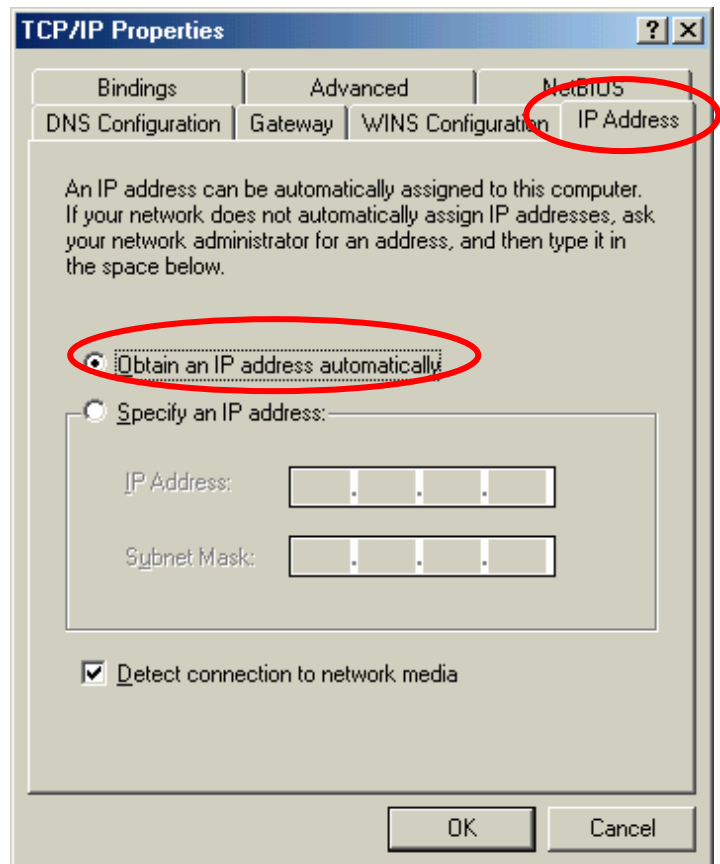 TCP/IP Properties
Bindings Advanced NetBIOS
DNS Configuration Gateway WINS Configuration IP Address
An IP address can be automatically assigned to this computer.
If your network does not automatically assign IP addresses, ask
your network administrator for an address, and then type it in
the space below.
Obtain an IP address automatically
Specify an IP address:
IP Address:
. . .
Subnet Mask:
. . .
Detect connection to network media
OK Cancel